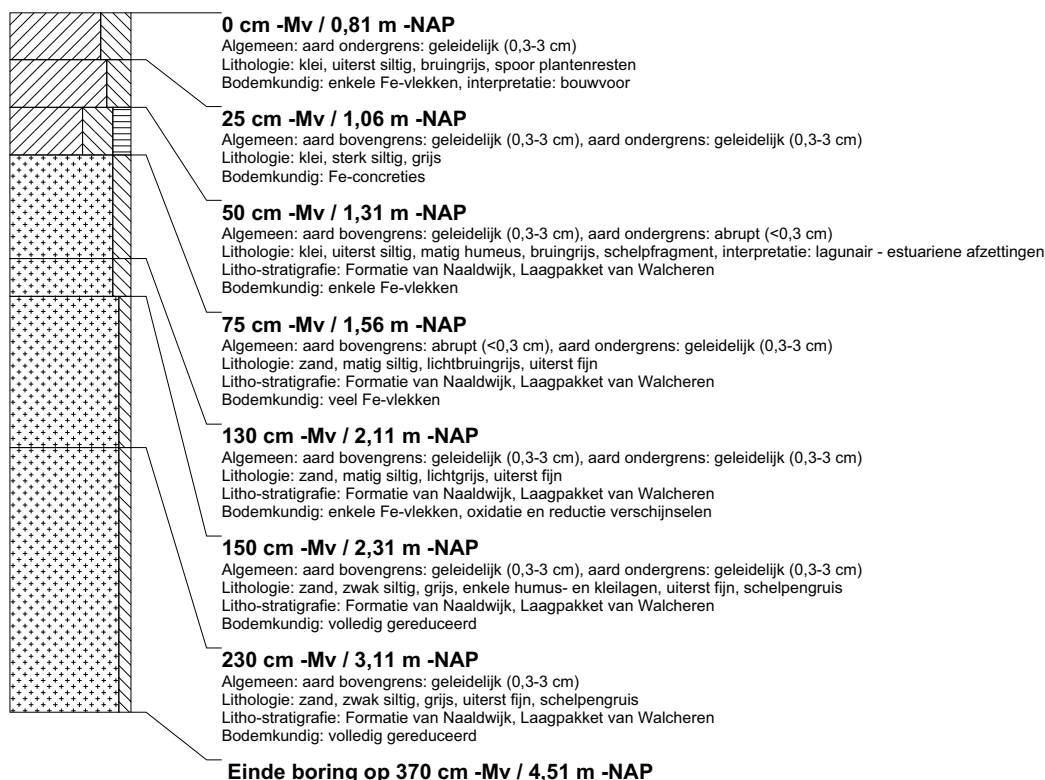 0 cm -Mv / 0,81 m -NAP
Algemeen: aard ondergrens: geleidelijk (0,3-3 cm)
Lithologie: klei, uiterst siltig, bruingrijs, spoor plantenresten
Bodemkundig: enkele Fe-vlekken, interpretatie: bouwvoor
25 cm -Mv / 1,06 m -NAP
Algemeen: aard bovengrens: geleidelijk (0,3-3 cm), aard ondergrens: geleidelijk (0,3-3 cm)
Lithologie: klei, sterk siltig, grijs
Bodemkundig: Fe-concreties
50 cm -Mv / 1,31 m -NAP
Algemeen: aard bovengrens: geleidelijk (0,3-3 cm), aard ondergrens: abrupt (<0,3 cm)
Lithologie: klei, uiterst siltig, matig humeus, bruingrijs, schelpfragment, interpretatie: lagunair - estuariene afzettingen
Litho-stratigrafie: Formatie van Naaldwijk, Laagpakket van Walcheren
Bodemkundig: enkele Fe-vlekken
75 cm -Mv / 1,56 m -NAP
Algemeen: aard bovengrens: abrupt (<0,3 cm), aard ondergrens: geleidelijk (0,3-3 cm)
Lithologie: zand, matig siltig, lichtbruingrijs, uiterst fijn
Litho-stratigrafie: Formatie van Naaldwijk, Laagpakket van Walcheren
Bodemkundig: veel Fe-vlekken
130 cm -Mv / 2,11 m -NAP
Algemeen: aard bovengrens: geleidelijk (0,3-3 cm), aard ondergrens: geleidelijk (0,3-3 cm)
Lithologie: zand, matig siltig, lichtgrijs, uiterst fijn
Litho-stratigrafie: Formatie van Naaldwijk, Laagpakket van Walcheren
Bodemkundig: enkele Fe-vlekken, oxidatie en reductie verschijnselen
150 cm -Mv / 2,31 m -NAP
Algemeen: aard bovengrens: geleidelijk (0,3-3 cm), aard ondergrens: geleidelijk (0,3-3 cm)
Lithologie: zand, zwak siltig, grijs, enkele humus- en kleilagen, uiterst fijn, schelpengruis
Litho-stratigrafie: Formatie van Naaldwijk, Laagpakket van Walcheren
Bodemkundig: volledig gereduceerd
230 cm -Mv / 3,11 m -NAP
Algemeen: aard bovengrens: geleidelijk (0,3-3 cm)
Lithologie: zand, zwak siltig, grijs, uiterst fijn, schelpengruis
Litho-stratigrafie: Formatie van Naaldwijk, Laagpakket van Walcheren
Bodemkundig: volledig gereduceerd
Einde boring op 370 cm -Mv / 4,51 m -NAP